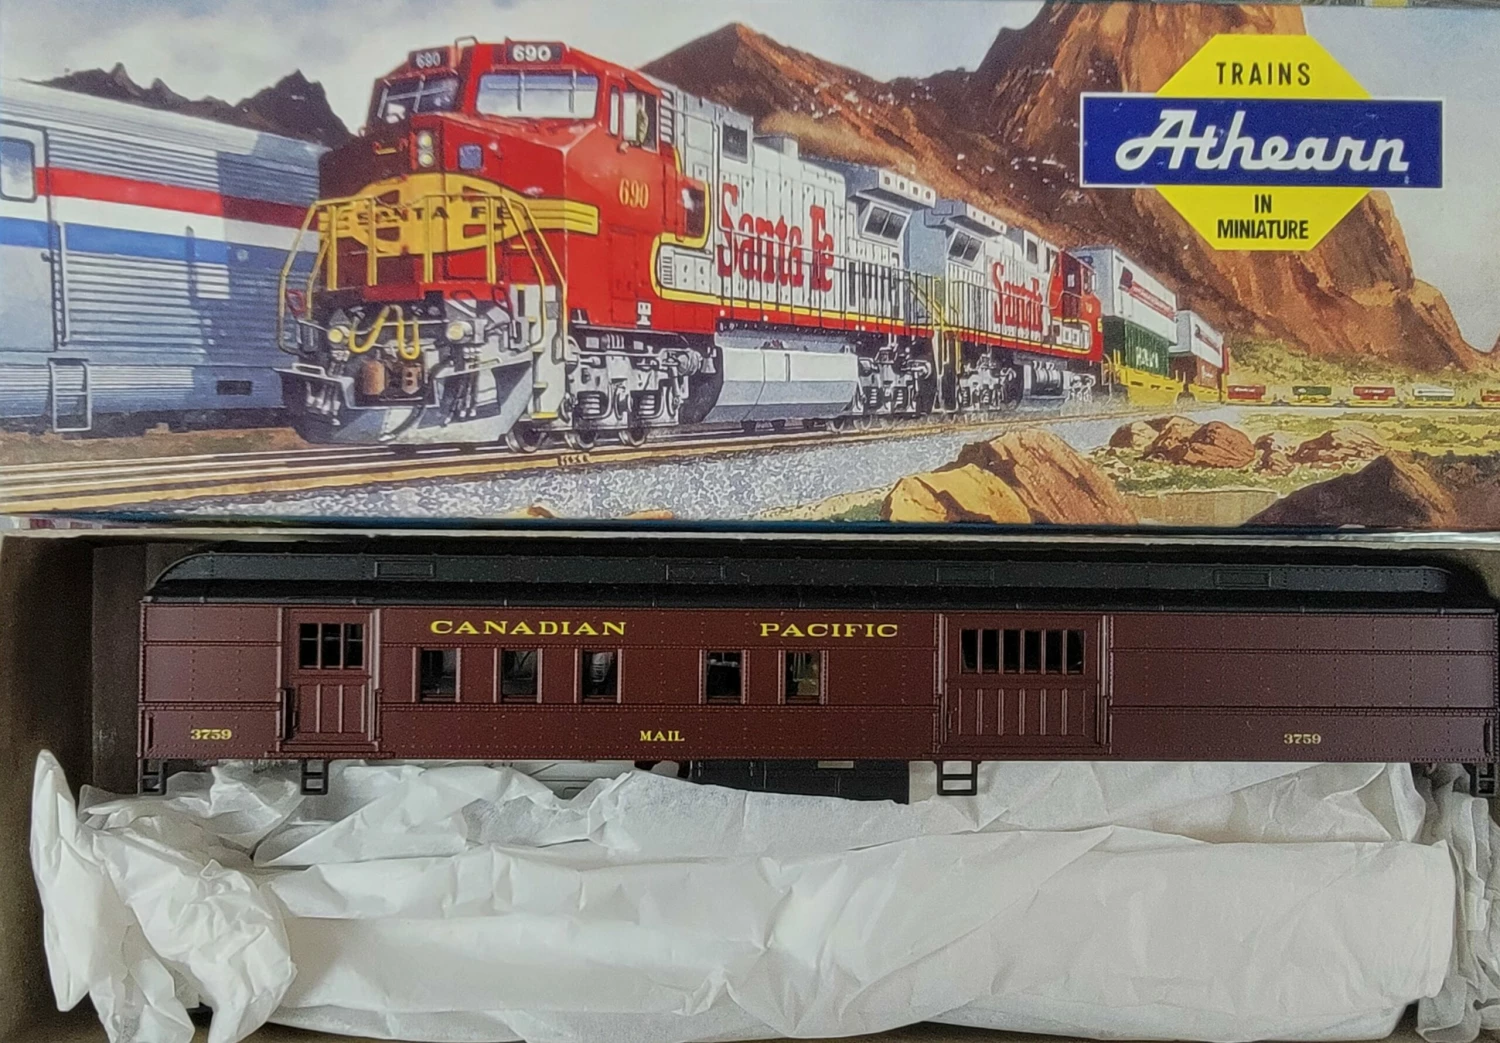 690
690
TRAINS
Athearn
IN
MINIATURE
690
SANTA FE
Santa Fe
Santa Fe
CANADIAN PACIFIC
3759
MAIL
3759